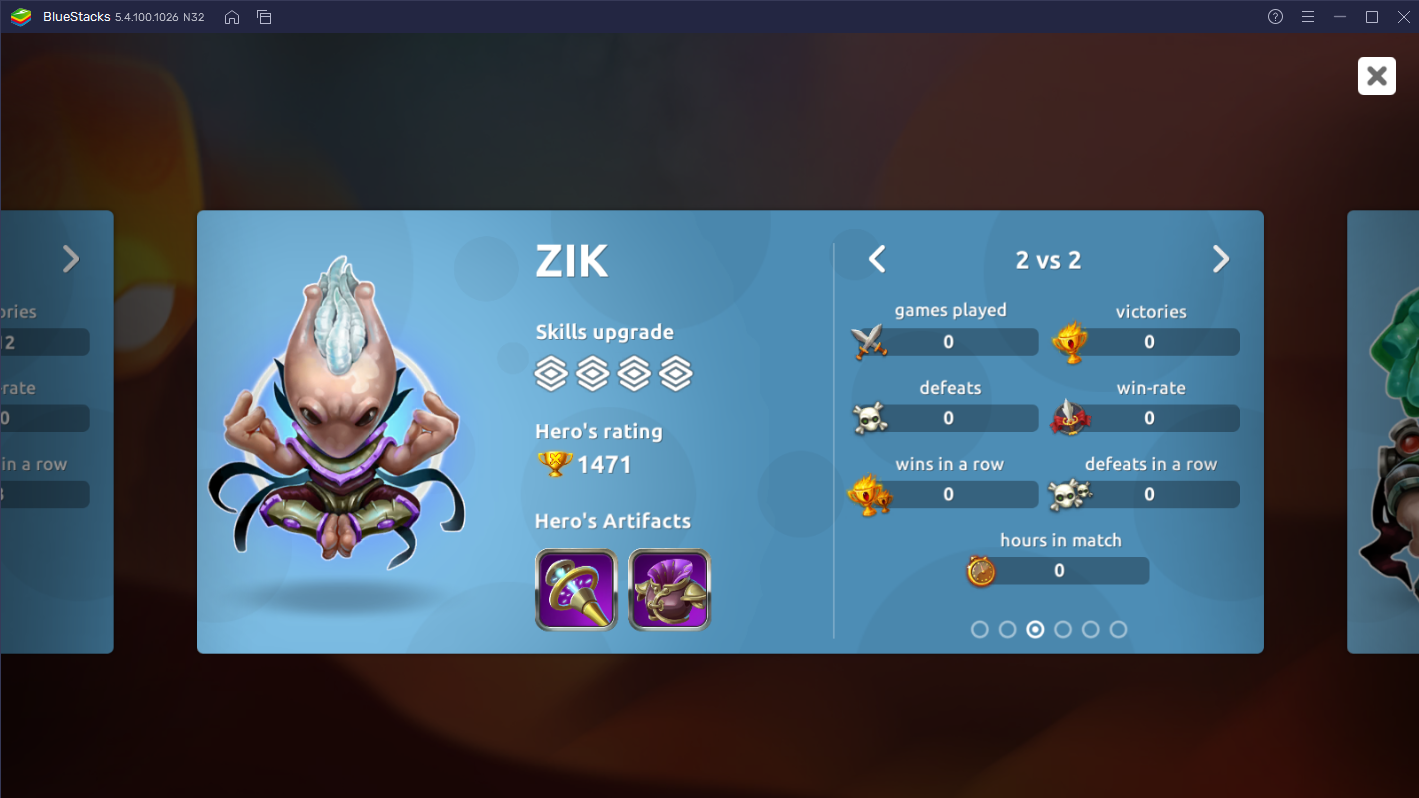 BlueStacks 5.4.100.1026 N32
ories
12
rate
0
in a row
ZIK
Skills upgrade
Hero's rating
1471
Hero's Artifacts
2 vs 2
games played
0
victories
0
defeats
0
win-rate
0
wins in a row
0
defeats in a row
0
hours in match
0